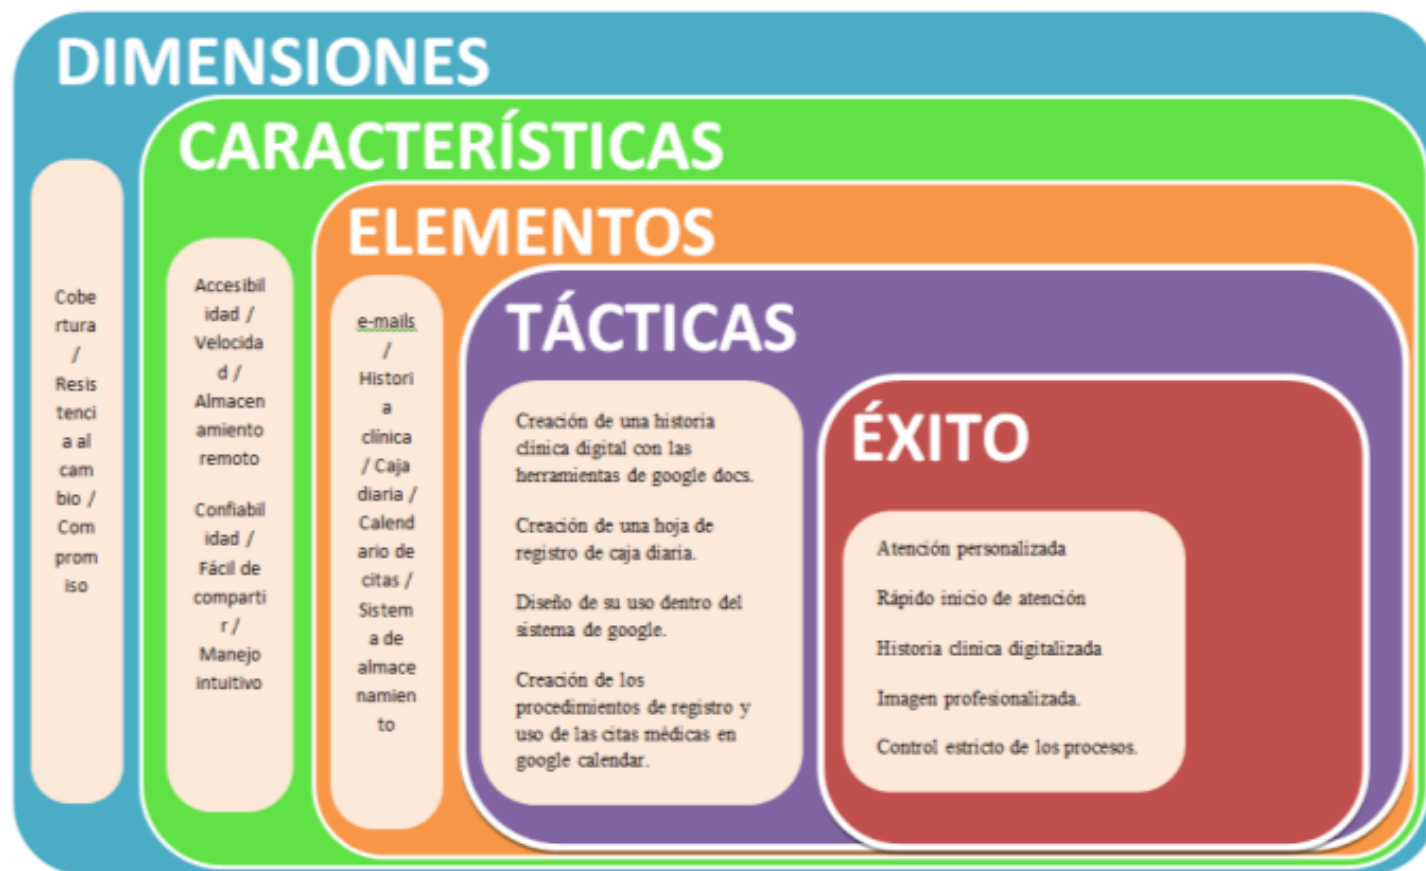 DIMENSIONES
Cobe
rtura
/
Resis
tenci
a al
cam
bio /
Com
prom
iso
CARACTERÍSTICAS
Accesibil
idad /
Velocida
d /
Almacen
amiento
remoto
Confiabil
idad /
Fácil de
comparti
r /
Manejo
intuitivo
ELEMENTOS
e-mails
/
Histori
a
clínica
/ Caja
diaria /
Calend
ario de
citas /
Sistem
a de
almace
namien
to
TÁCTICAS
Creación de una historia
clinica digital con las
herramientas de google docs.
Creación de una hoja de
registro de caja diaria.
Diseño de su uso dentro del
sistema de google.
Creación de los
procedimientos de registro y
uso de las citas médicas en
google calendar.
ÉXITO
Atención personalizada
Rápido inicio de atención
Historia clinica digitalizada
Imagen profesionalizada.
Control estricto de los procesos.